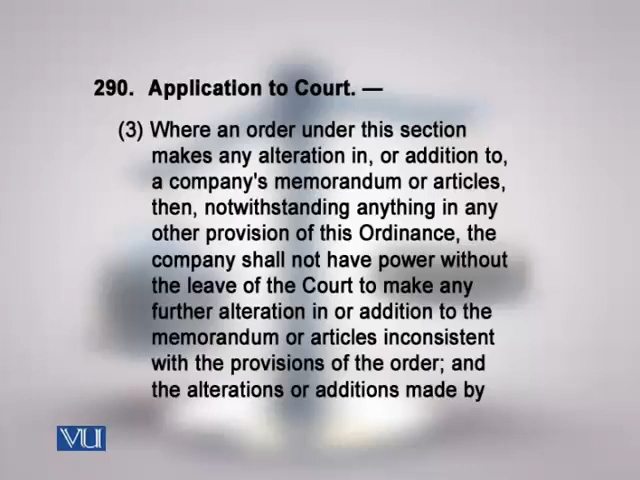 290. Application to Court. —
(3) Where an order under this section
makes any alteration in, or addition to,
a company's memorandum or articles,
then, notwithstanding anything in any
other provision of this Ordinance, the
company shall not have power without
the leave of the Court to make any
further alteration in or addition to the
memorandum or articles inconsistent
with the provisions of the order; and
the alterations or additions made by
VU